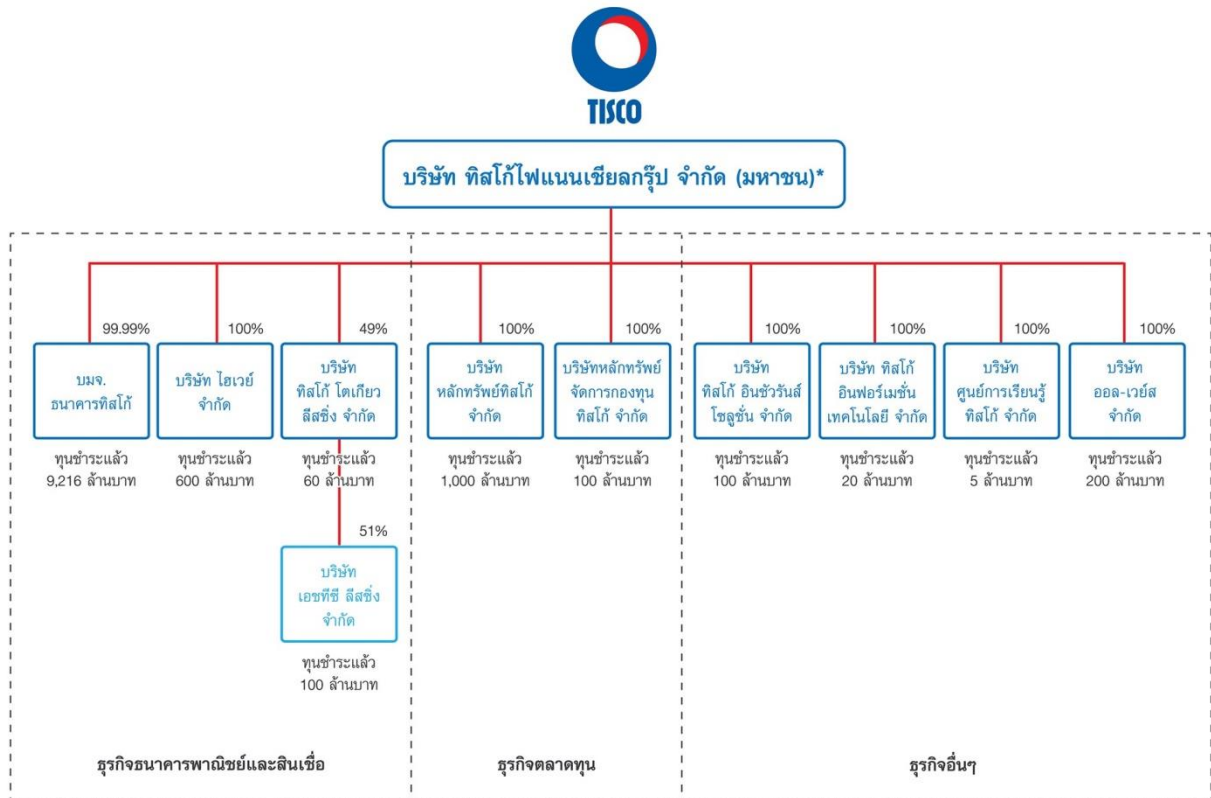 TISCO
บริษัท ทิสโก้ไฟแนนเชียลกรุ๊ป จำกัด (มหาชน)*
99.99%
บมจ.
ธนาคารทิสโก้
ทุนชำระแล้ว
9,216 ล้านบาท
100%
บริษัท ไฮเวย์
จำกัด
ทุนชำระแล้ว
600 ล้านบาท
49%
บริษัท
ทิสโก้ โตเกียว
ลีสซิ่ง จำกัด
ทุนชำระแล้ว
60 ล้านบาท
51%
บริษัท
เอชทีซี ลีสซิ่ง
จำกัด
ทุนชำระแล้ว
100 ล้านบาท
ธุรกิจธนาคารพาณิชย์และสินเชื่อ
100%
บริษัท
หลักทรัพย์ทิสโก้
จำกัด
ทุนชำระแล้ว
1,000 ล้านบาท
100%
บริษัทหลักทรัพย์
จัดการกองทุน
ทิสโก้ จำกัด
ทุนชำระแล้ว
100 ล้านบาท
ธุรกิจตลาดทุน
100%
บริษัท
ทิสโก้ อินชัวรันส์
โซลูชั่น จำกัด
ทุนชำระแล้ว
100 ล้านบาท
100%
บริษัท ทิสโก้
อินฟอร์เมชั่น
เทคโนโลยี จำกัด
ทุนชำระแล้ว
20 ล้านบาท
100%
บริษัท
ศูนย์การเรียนรู้
ทิสโก้ จำกัด
ทุนชำระแล้ว
5 ล้านบาท
100%
บริษัท
ออล-เวย์ส
จำกัด
ทุนชำระแล้ว
200 ล้านบาท
ธุรกิจอื่นๆ